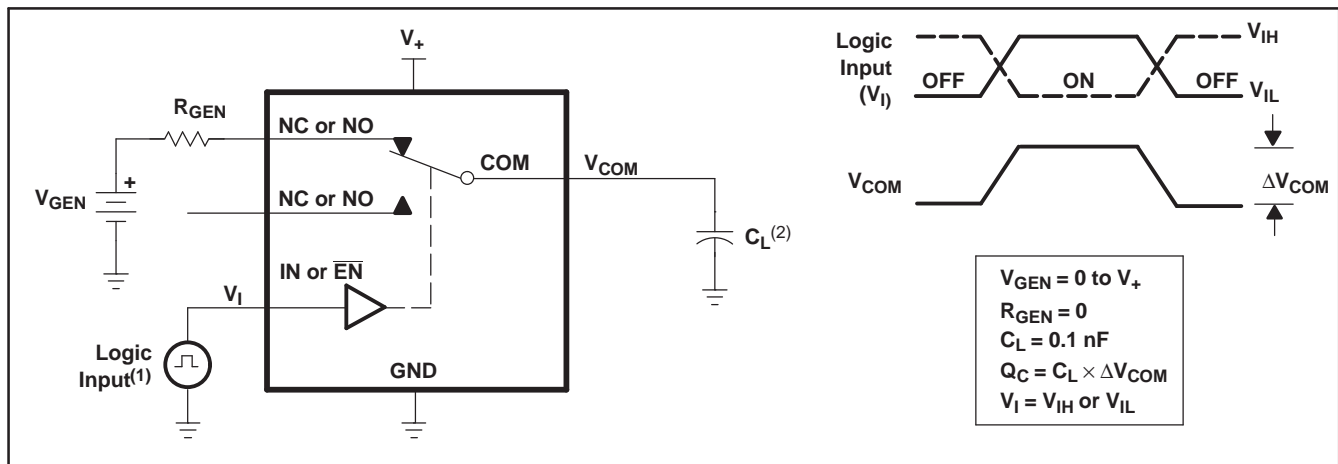 V+
RGEN
NC or NO
COM
VCOM
VGEN
+
NC or NO
CL(2)
IN or E̅N̅
VI
Logic
Input(1)
GND
Logic
Input
(VI)
OFF
ON
OFF
VIH
VIL
VCOM
ΔVCOM
VGEN = 0 to V+
RGEN = 0
CL = 0.1 nF
QC = CL × ΔVCOM
VI = VIH or VIL